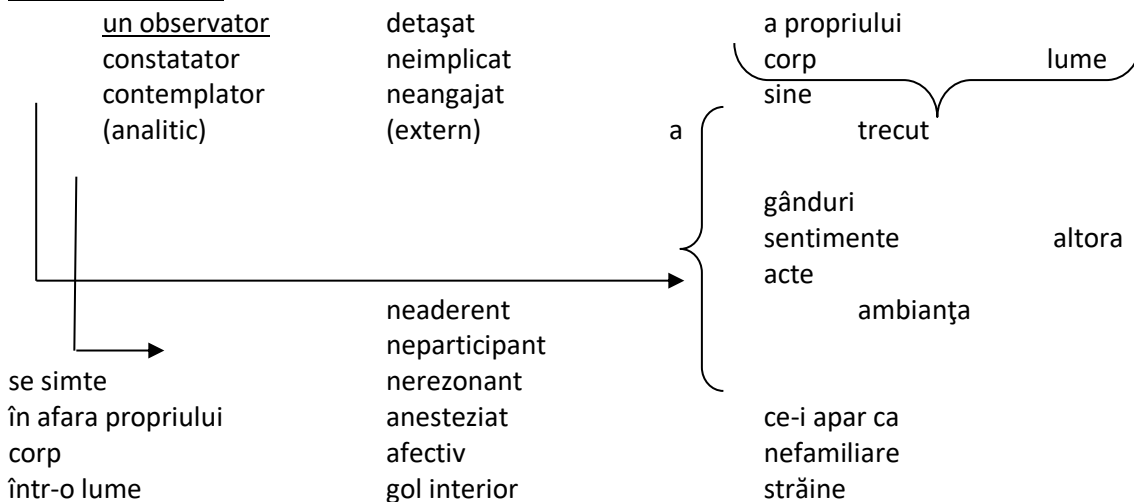 un observator detaşat a propriului
constatator neimplicat corp lume
contemplator neangajat sine
(analitic) (extern) a trecut
gânduri
sentimente altora
acte
neaderent ambianţa
neparticipant
se simte nerezonant
în afara propriului anesteziat ce-i apar ca
corp afectiv nefamiliare
într-o lume gol interior străine